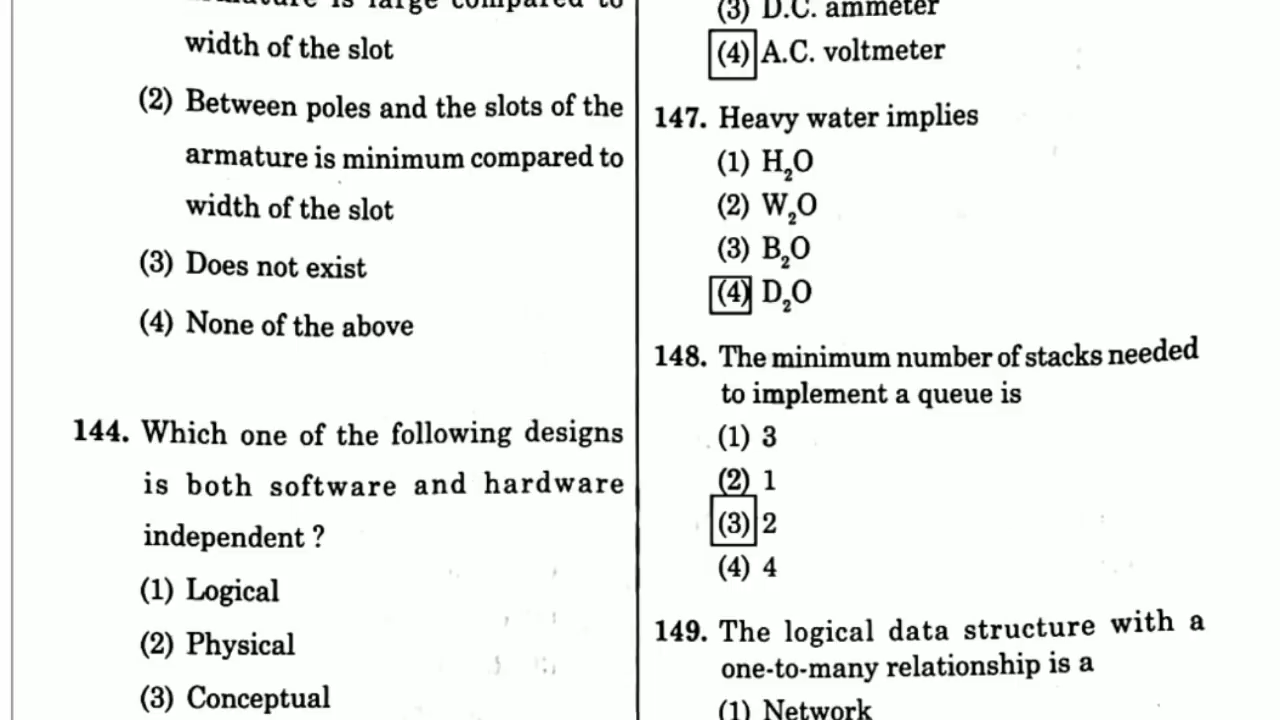 armature is large compared to
width of the slot
(2) Between poles and the slots of the
armature is minimum compared to
width of the slot
(3) Does not exist
(4) None of the above
144. Which one of the following designs
is both software and hardware
independent ?
(1) Logical
(2) Physical
(3) Conceptual
(3) D.C. ammeter
(4) A.C. voltmeter
147. Heavy water implies
(1) H₂O
(2) W₂O
(3) B₂O
(4) D₂O
148. The minimum number of stacks needed
to implement a queue is
(1) 3
(2) 1
(3) 2
(4) 4
149. The logical data structure with a
one-to-many relationship is a
(1) Network